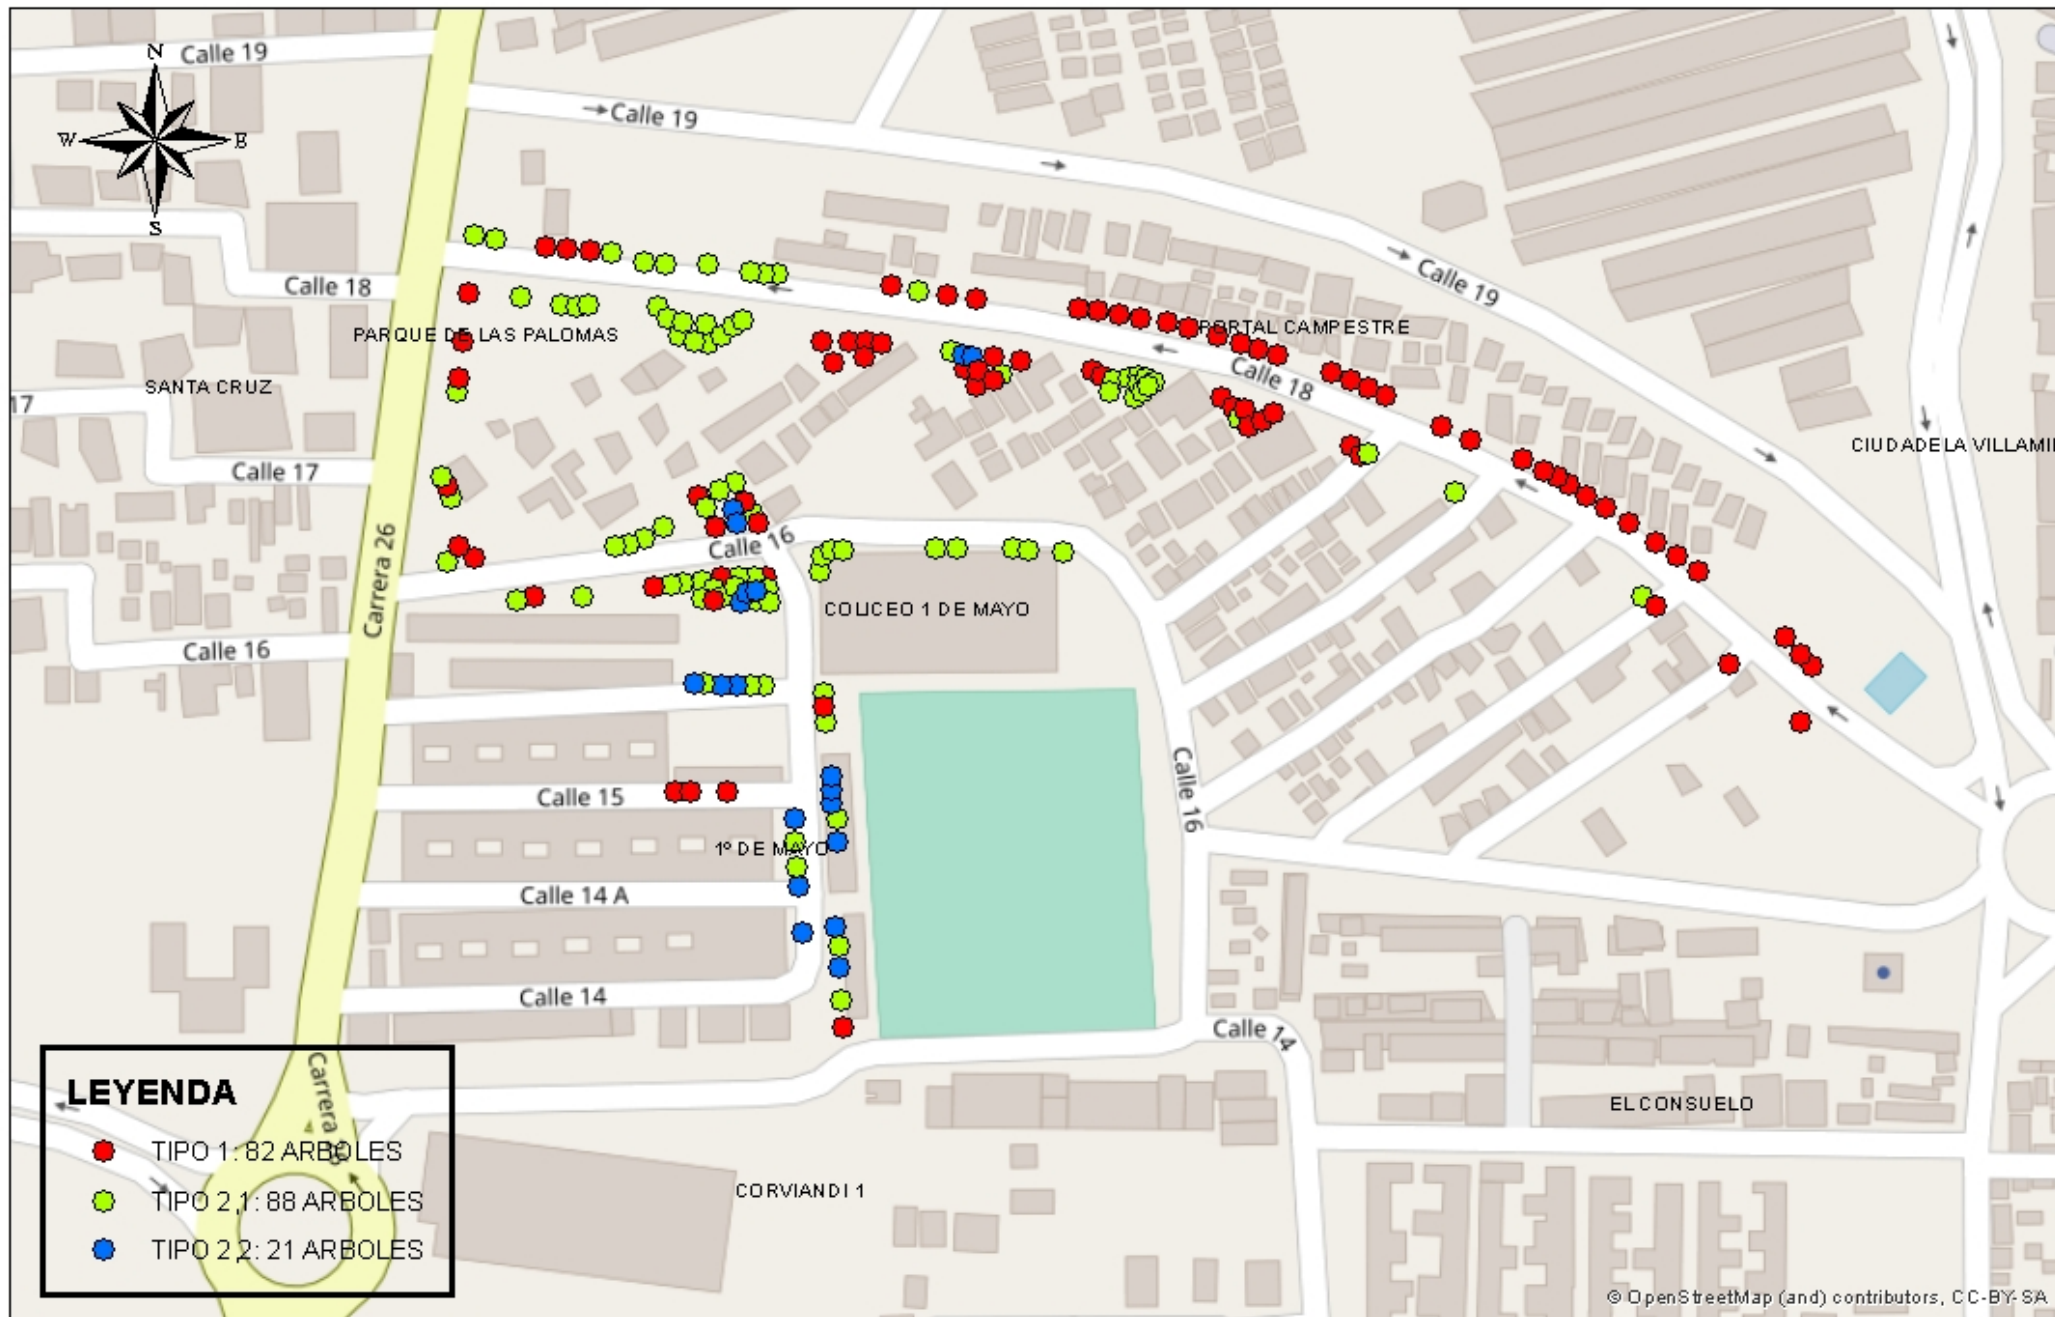 Calle 19
N
W
E
S
Calle 19
Calle 19
Calle 18
PARQUE DE LAS PALOMAS
PORTAL CAMPESTRE
Calle 18
SANTA CRUZ
17
Calle 17
CIUDADELA VILLAMI
Carrera 26
Calle 16
COLICEO 1 DE MAYO
Calle 16
Calle 16
Calle 15
1º DE MAYO
Calle 14 A
Calle 14
Calle 14
Carrera 26
EL CONSUELO
CORVIANDI 1
LEYENDA
TIPO 1: 82 ARBOLES
TIPO 2,1: 88 ARBOLES
TIPO 2,2: 21 ARBOLES
© OpenStreetMap (and) contributors, CC-BY-SA